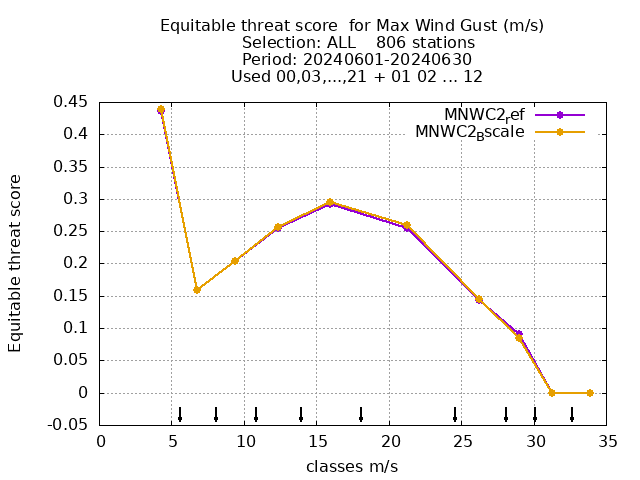 Equitable threat score  for Max Wind Gust (m/s)
Selection: ALL    806 stations
Period: 20240601-20240630
Used 00,03,...,21 + 01 02 ... 12
MNWC2ref
MNWC2Bscale
0.45
0.4
0.35
0.3
0.25
0.2
0.15
0.1
0.05
0
-0.05
Equitable threat score
0 5 10 15 20 25 30 35
classes m/s